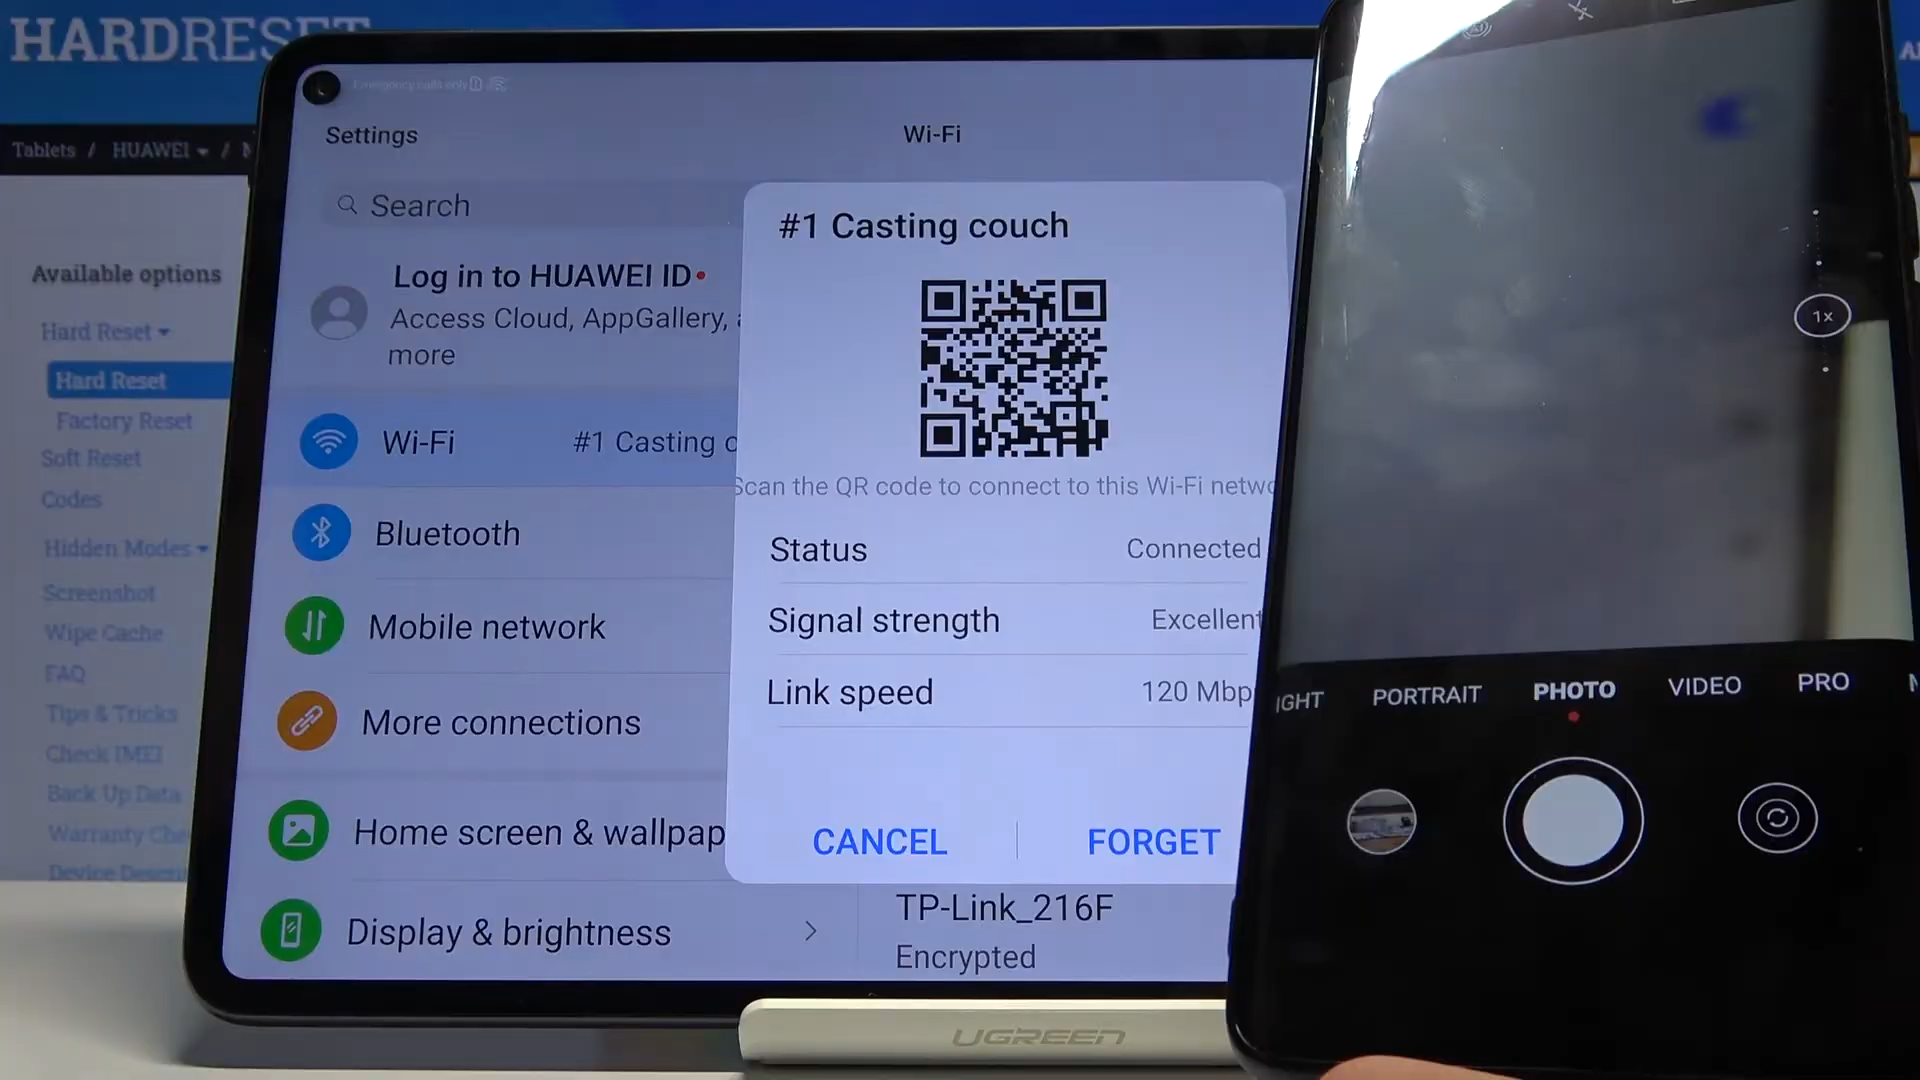 HARDRESET
Tablets / HUAWEI /
Available options
Hard Reset
Hard Reset
Factory Reset
Soft Reset
Codes
Hidden Modes
Screenshot
Wipe Cache
FAQ
Tips & Tricks
Check IMEI
Back Up Data
Warranty Che
Device Descri
Emergency calls only
Settings
Search
Log in to HUAWEI ID
Access Cloud, AppGallery,
more
Wi-Fi #1 Casting c
Bluetooth
Mobile network
More connections
Home screen & wallpap
Display & brightness
Wi-Fi
#1 Casting couch
Scan the QR code to connect to this Wi-Fi netwo
Status Connected
Signal strength Excellent
Link speed 120 Mbp
CANCEL FORGET
TP-Link_216F
Encrypted
UGREEN
1x
IGHT PORTRAIT PHOTO VIDEO PRO